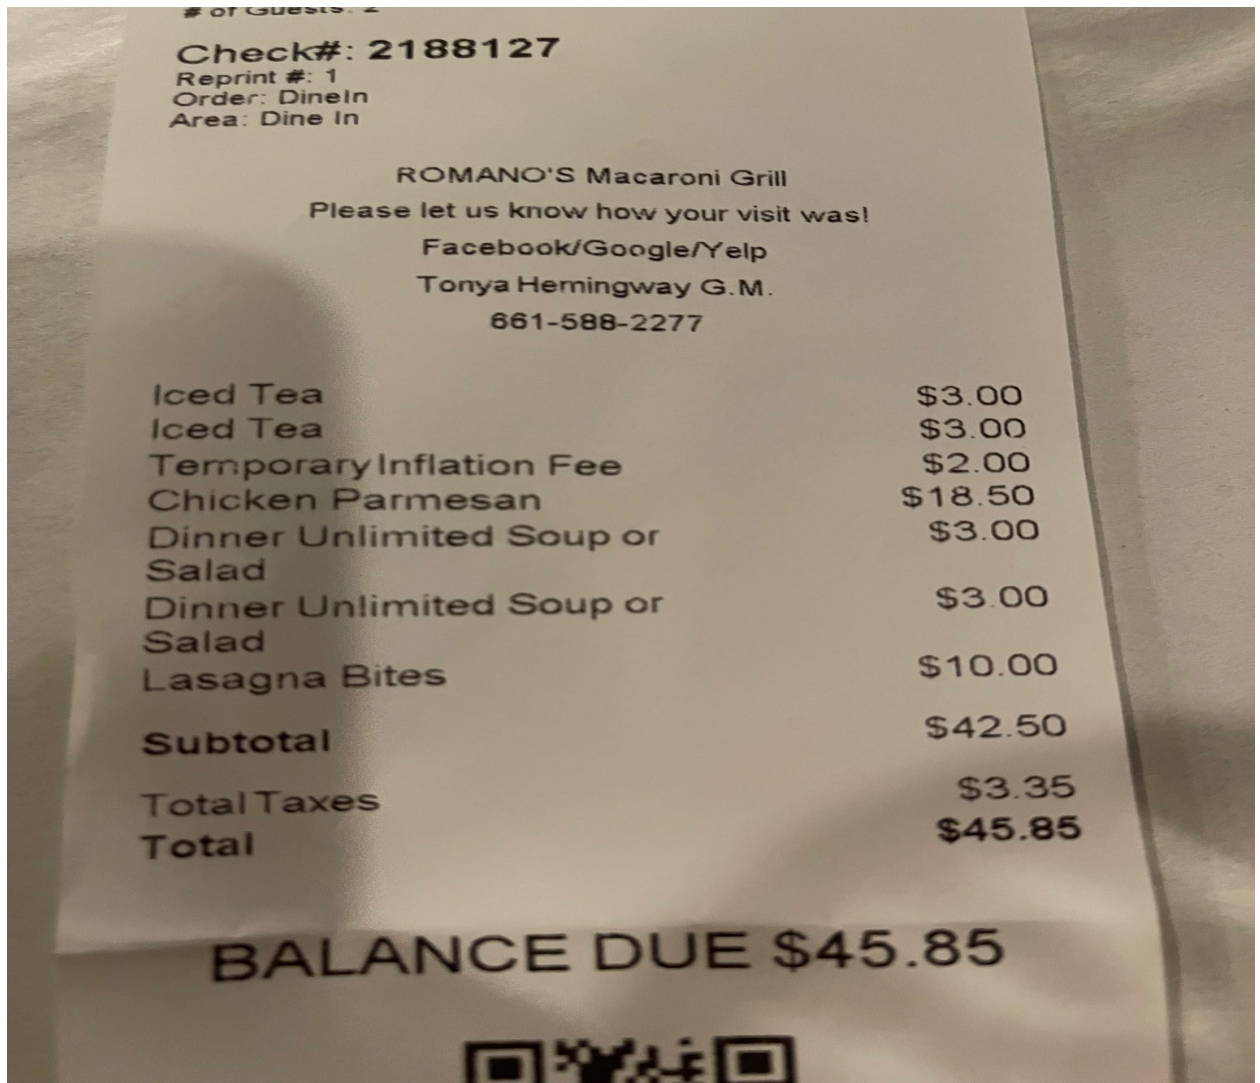 # of Guests: 2
Check#: 2188127
Reprint #: 1
Order: DineIn
Area: Dine In
ROMANO'S Macaroni Grill
Please let us know how your visit was!
Facebook/Google/Yelp
Tonya Hemingway G.M.
661-588-2277
Iced Tea $3.00
Iced Tea $3.00
Temporary Inflation Fee $2.00
Chicken Parmesan $18.50
Dinner Unlimited Soup or $3.00
Salad
Dinner Unlimited Soup or $3.00
Salad
Lasagna Bites $10.00
Subtotal $42.50
Total Taxes $3.35
Total $45.85
BALANCE DUE $45.85